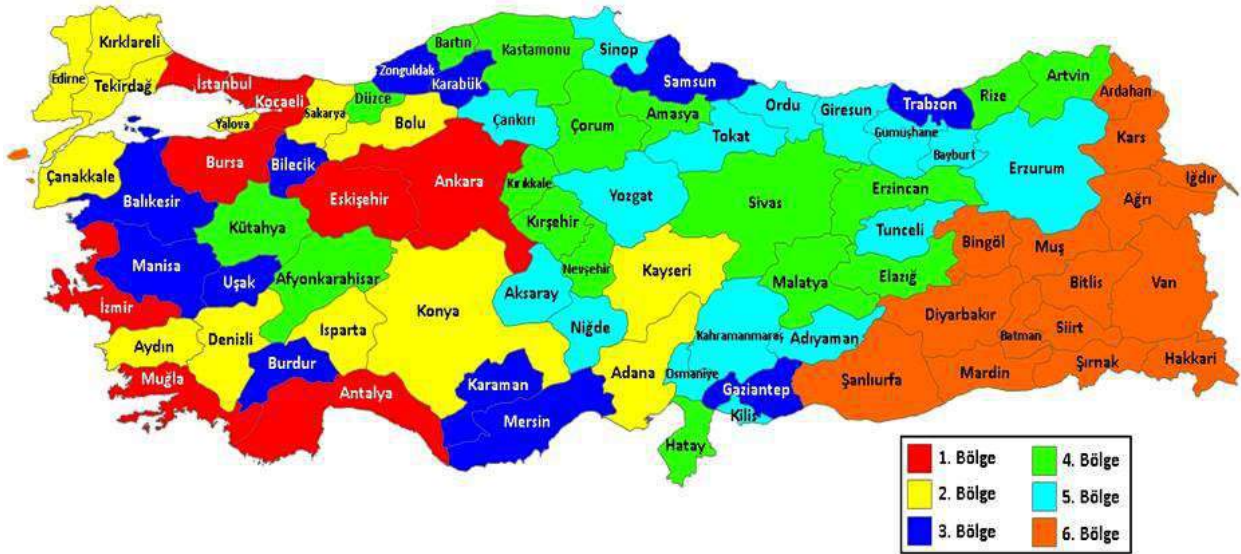 Kırklareli
Edirne
Tekirdağ
İstanbul
Kocaeli
Yalova
Sakarya
Düzce
Bolu
Zonguldak
Bartın
Karabük
Kastamonu
Çankırı
Sinop
Samsun
Çorum
Amasya
Tokat
Ordu
Giresun
Gümüşhane
Trabzon
Bayburt
Rize
Artvin
Ardahan
Kars
Iğdır
Ağrı
Erzurum
Erzincan
Çanakkale
Balıkesir
Bursa
Bilecik
Eskişehir
Ankara
Kırıkkale
Kırşehir
Yozgat
Sivas
Tunceli
Bingöl
Muş
Bitlis
Van
Kütahya
Manisa
Uşak
Afyonkarahisar
İzmir
Konya
Aksaray
Nevşehir
Kayseri
Malatya
Elazığ
Diyarbakır
Batman
Siirt
Şırnak
Hakkari
Aydın
Denizli
Isparta
Burdur
Niğde
Kahramanmaraş
Adıyaman
Şanlıurfa
Mardin
Muğla
Antalya
Karaman
Mersin
Adana
Osmaniye
Gaziantep
Kilis
Hatay
1. Bölge
2. Bölge
3. Bölge
4. Bölge
5. Bölge
6. Bölge